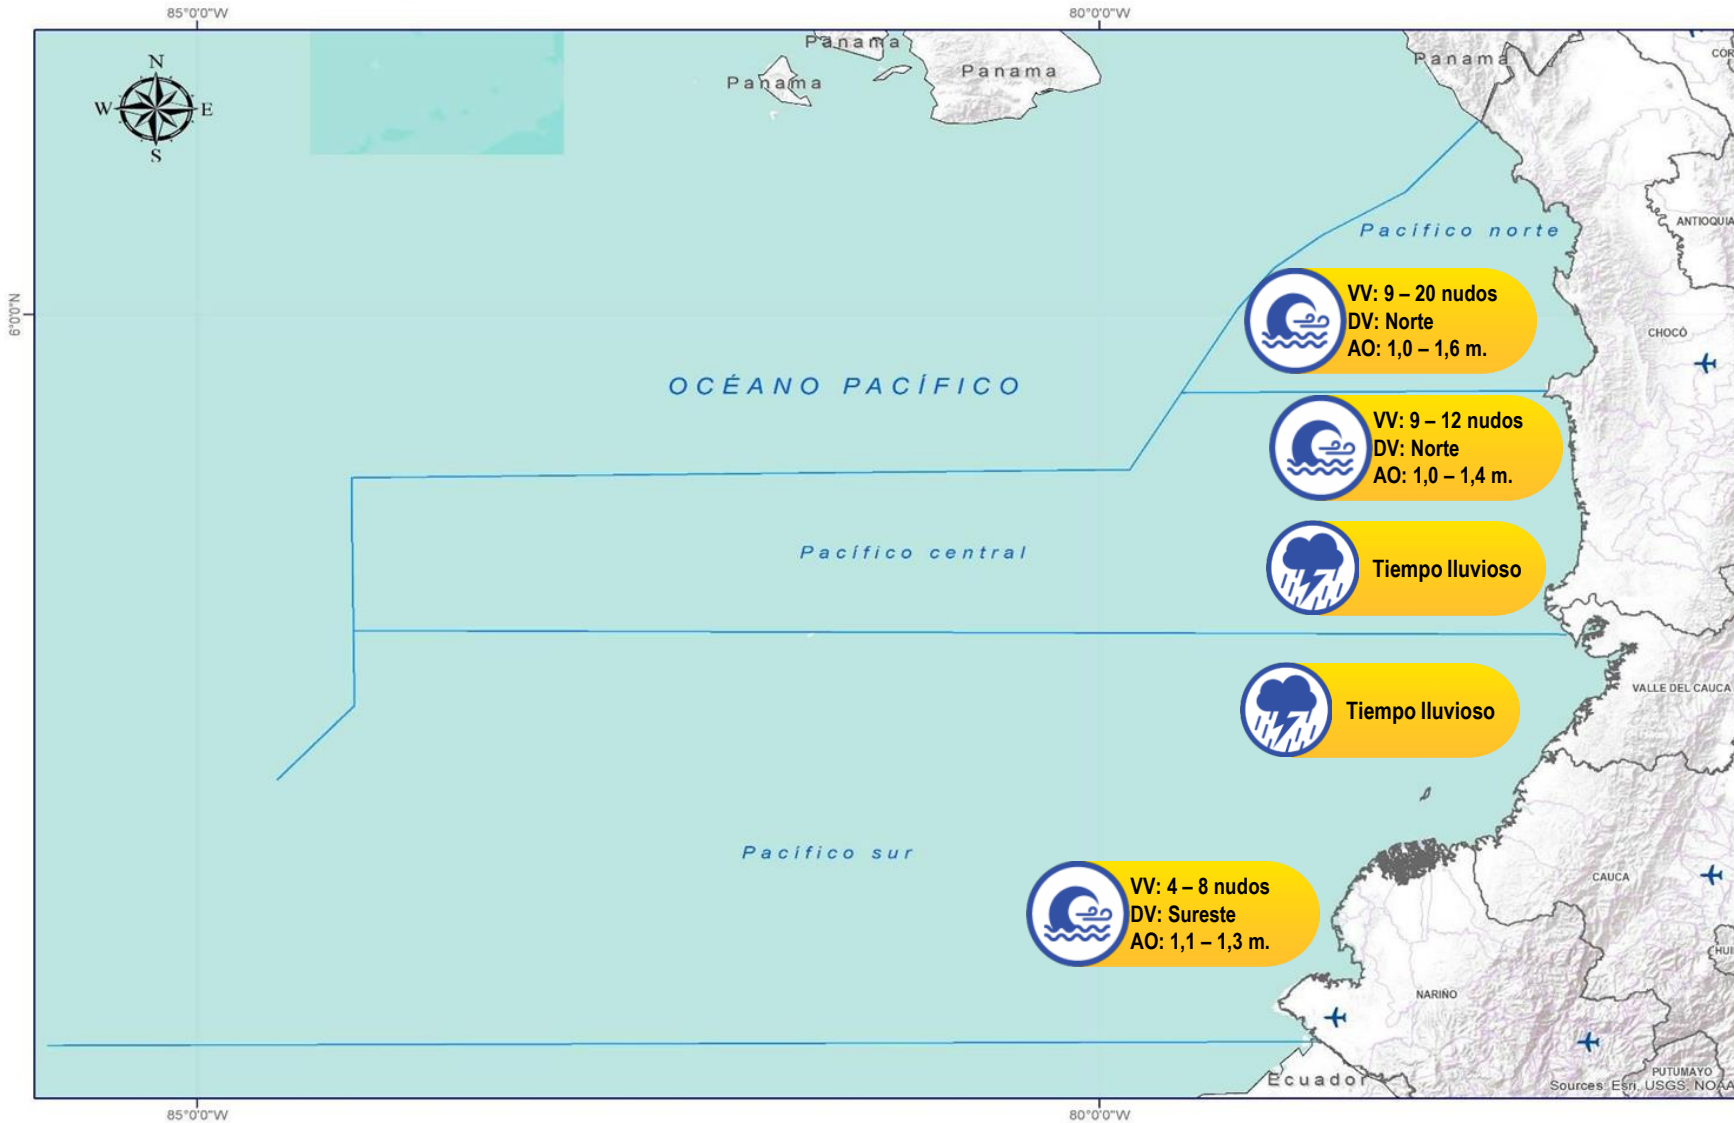 85°0'0"W
80°0'0"W
N
W
E
S
Panama
Panama
Panama
Panama
ANTIOQUIA
Pacífico norte
6°0'0"N
VV: 9 – 20 nudos
DV: Norte
AO: 1,0 – 1,6 m.
CHOCÓ
OCÉANO PACÍFICO
VV: 9 – 12 nudos
DV: Norte
AO: 1,0 – 1,4 m.
Pacífico central
Tiempo lluvioso
VALLE DEL CAUCA
Tiempo lluvioso
Pacífico sur
CAUCA
VV: 4 – 8 nudos
DV: Sureste
AO: 1,1 – 1,3 m.
NARIÑO
PUTUMAYO
Ecuador
Sources: Esri, USGS, NOAA
85°0'0"W
80°0'0"W